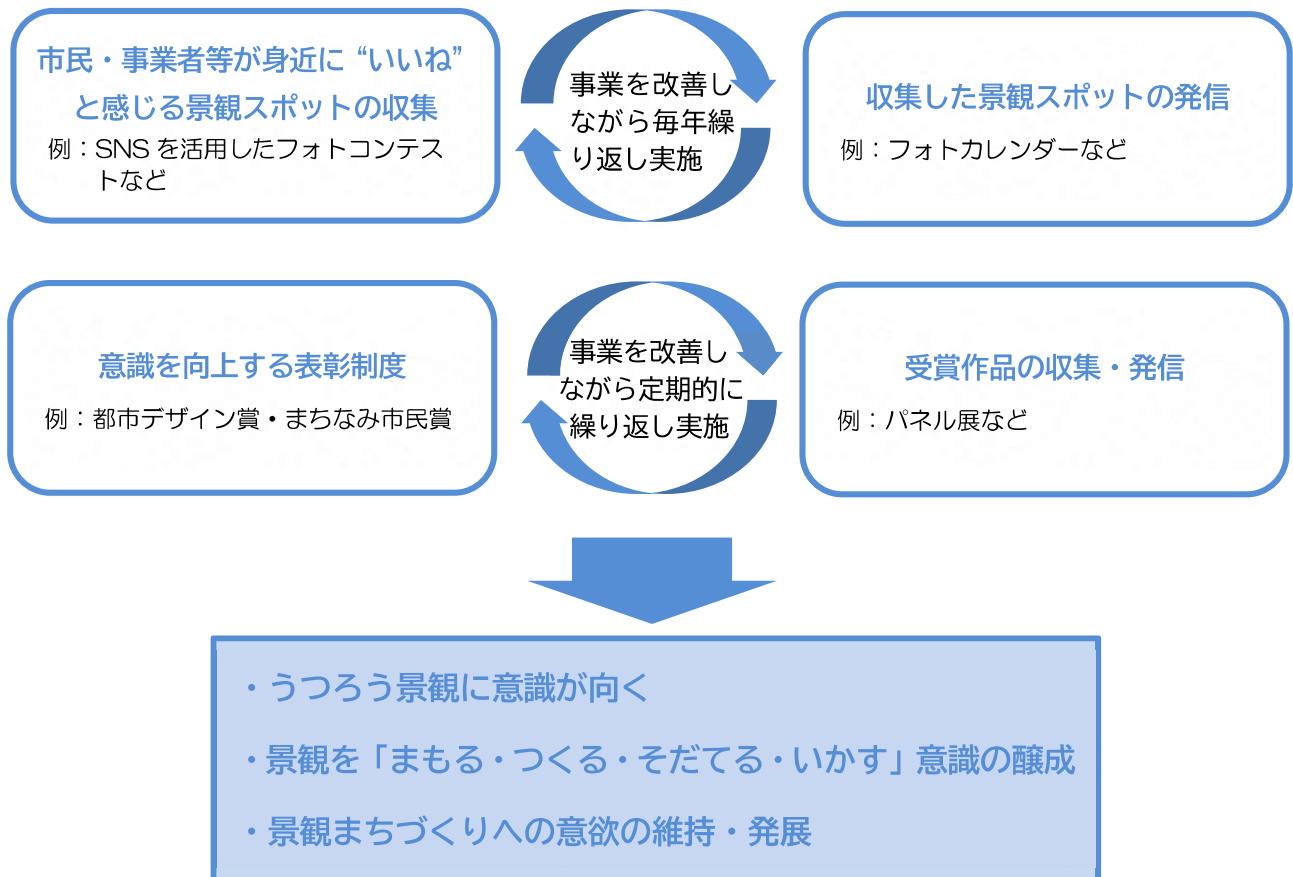 市民・事業者等が身近に“いいね”
と感じる景観スポットの収集
例：SNS を活用したフォトコンテス
トなど
事業を改善し
ながら毎年繰
り返し実施
収集した景観スポットの発信
例：フォトカレンダーなど
意識を向上する表彰制度
例：都市デザイン賞・まちなみ市民賞
事業を改善し
ながら定期的に
繰り返し実施
受賞作品の収集・発信
例：パネル展など
・うつろう景観に意識が向く
・景観を「まもる・つくる・そだてる・いかす」意識の醸成
・景観まちづくりへの意欲の維持・発展